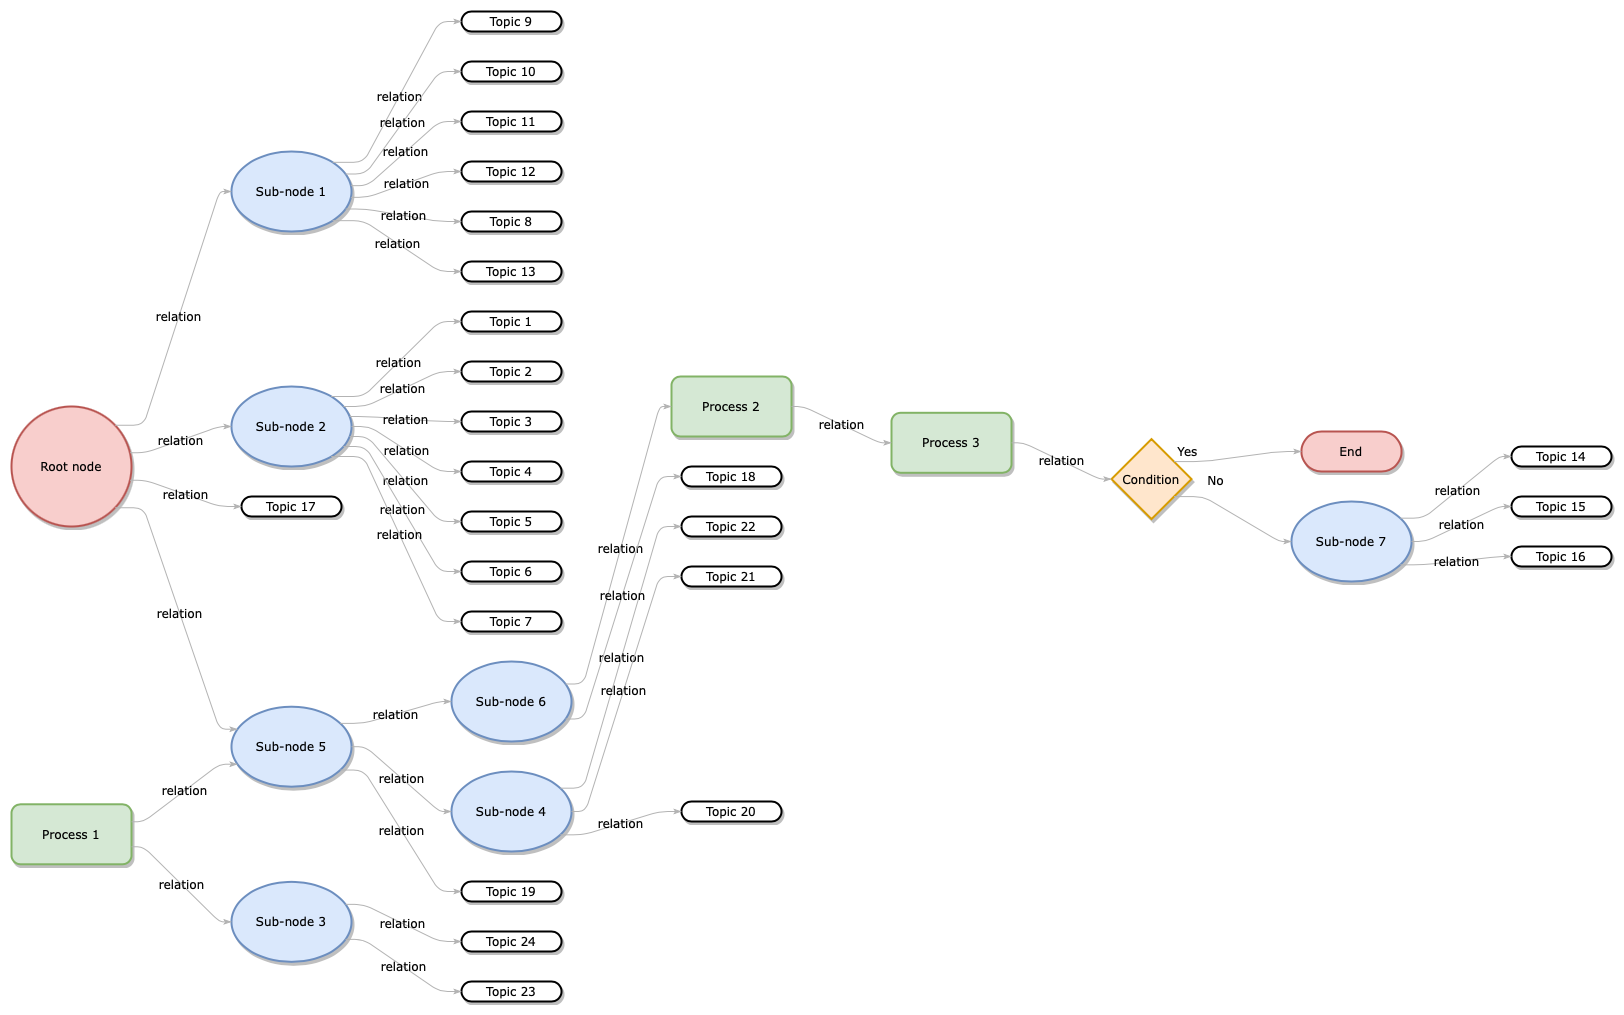 Topic 9
Topic 10
relation
Topic 11
relation
relation
Topic 12
relation
Sub-node 1
relation
Topic 8
relation
Topic 13
relation
Topic 1
relation
Topic 2
relation
Process 2
relation
Topic 3
relation
Sub-node 2
relation
Process 3
relation
Yes
End
relation
Topic 14
relation
Root node
Topic 4
Topic 18
Condition
No
relation
relation
relation
Topic 17
Topic 15
relation
Topic 5
Topic 22
relation
relation
Sub-node 7
relation
Topic 16
relation
Topic 6
Topic 21
relation
relation
Topic 7
relation
relation
Sub-node 6
relation
Sub-node 5
relation
relation
Sub-node 4
Topic 20
relation
relation
Process 1
relation
Topic 19
Sub-node 3
relation
Topic 24
relation
Topic 23